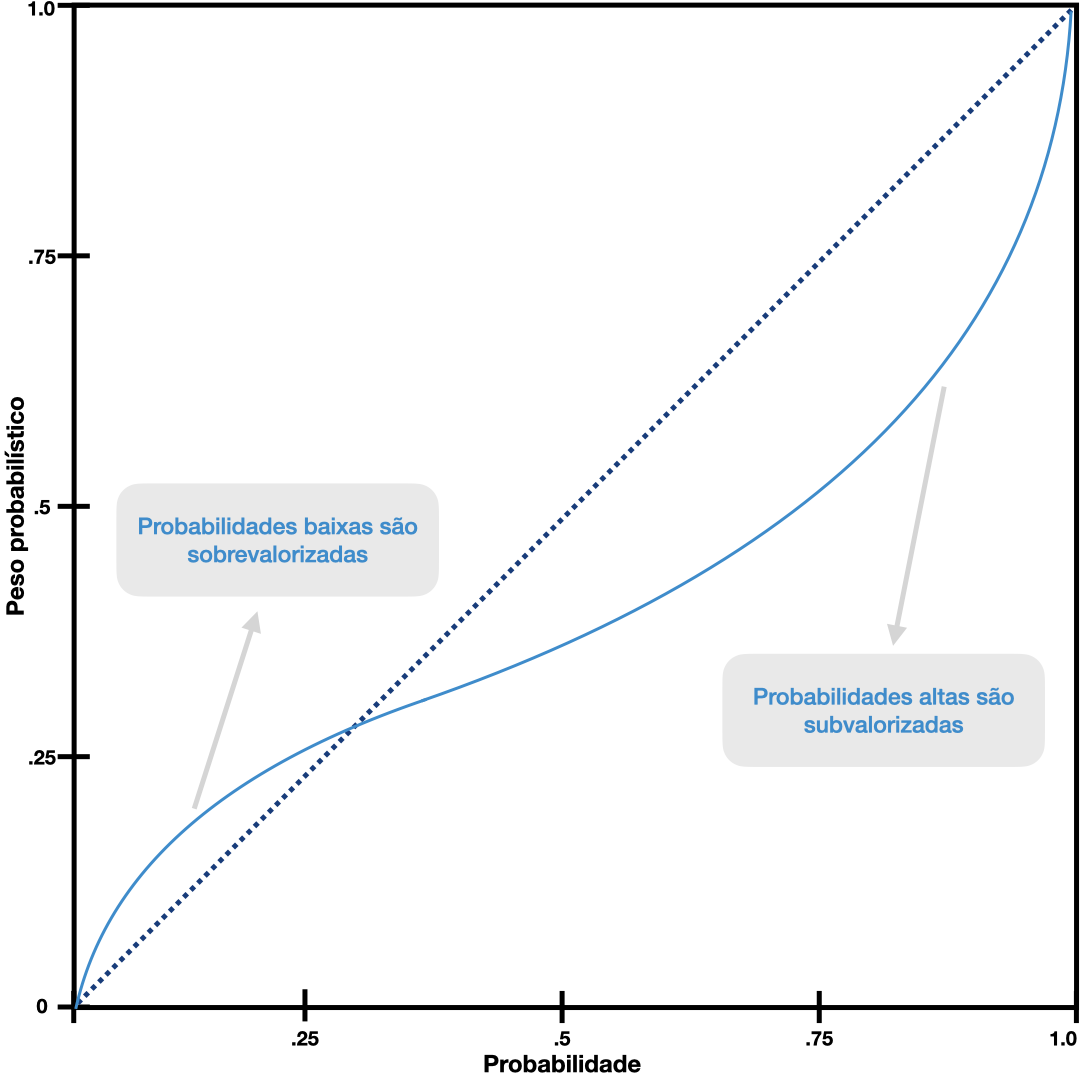 1.0
.75
.5
.25
0
Peso probabilístico
Probabilidades baixas são
sobrevalorizadas
Probabilidades altas são
subvalorizadas
.25
.5
.75
1.0
Probabilidade